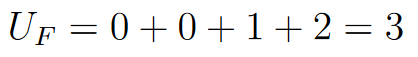 U_F = 0 + 0 + 1 + 2 = 3